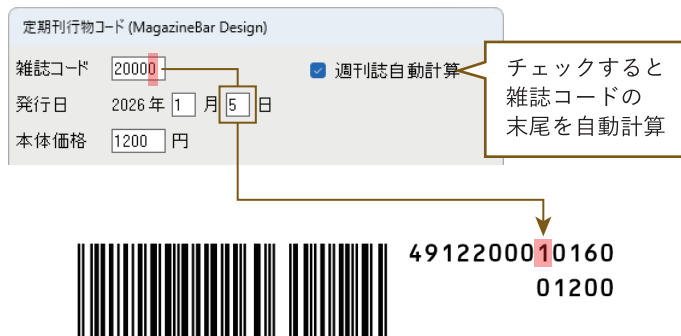 定期刊行物コード (MagazineBar Design)
雑誌コード 20000
週刊誌自動計算
発行日 2026 年 1 月 5 日
本体価格 1200 円
チェックすると
雑誌コードの
末尾を自動計算
4912200010160
01200